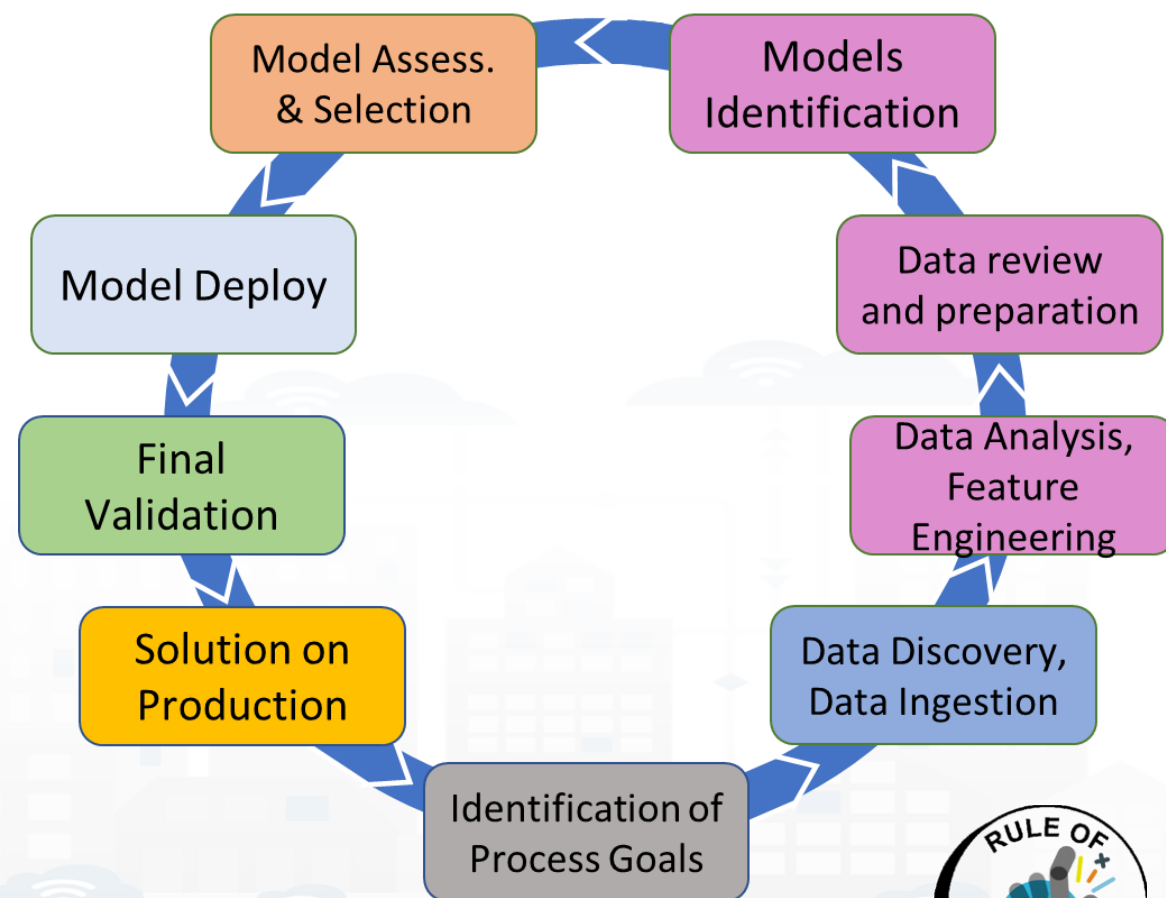 Model Assess.
& Selection
Models
Identification
Model Deploy
Data review
and preparation
Final
Validation
Data Analysis,
Feature
Engineering
Solution on
Production
Data Discovery,
Data Ingestion
Identification of
Process Goals
RULE OF